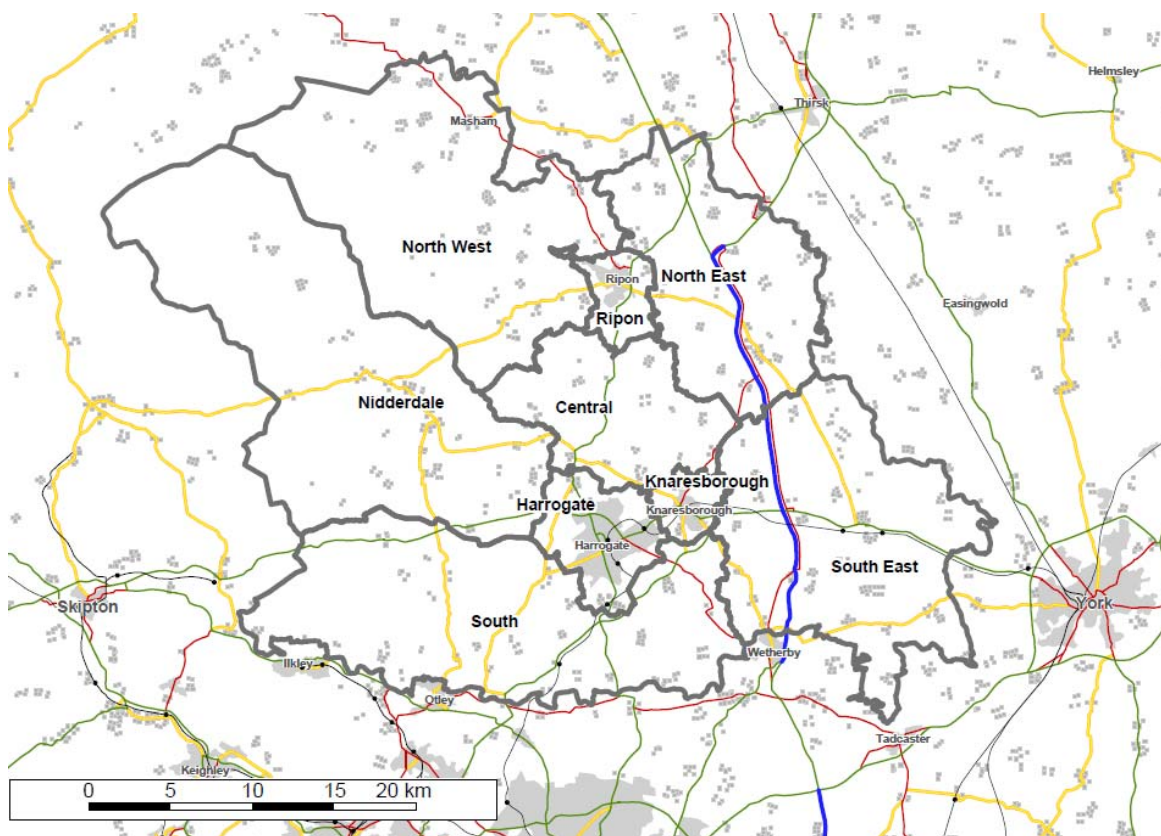 Helmsley
Thirsk
Masham
North West
North East
Ripon
Easingwold
Ripon
Nidderdale
Central
Knaresborough
Harrogate
Knaresborough
Harrogate
South East
Skipton
York
South
Wetherby
Ilkley
Otley
Tadcaster
Keighley
0 5 10 15 20 km